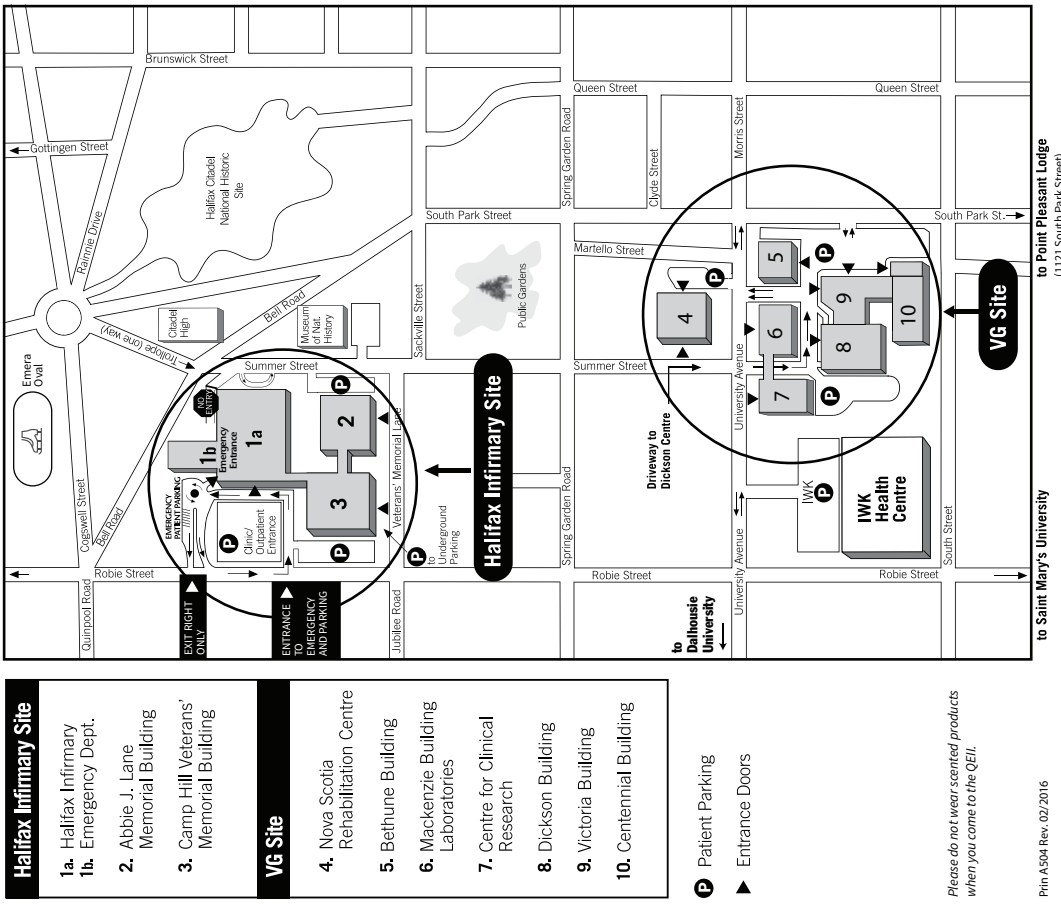 Brunswick Street
Gottingen Street
Rainnie Drive
Halifax Citadel
National Historic
Site
Queen Street
Queen Street
Spring Garden Road
Clyde Street
Morris Street
South Park Street
South Park St.
Martello Street
to Point Pleasant Lodge
(1121 South Park Street)
Public Gardens
Sackville Street
Bell Road
Trollope (one way)
Citadel
High
Museum
of Nat.
History
Emera
Oval
Summer Street
Summer Street
NO
ENTRY
1b
Emergency
Entrance
1a
2
3
P
Veterans' Memorial Lane
EMERGENCY
PATIENT PARKING
P
Clinic/
Outpatient
Entrance
P
P
to
Underground
Parking
Halifax Infirmary Site
Cogswell Street
Bell Road
Robie Street
Robie Street
Robie Street
Quinpool Road
EXIT RIGHT
ONLY
ENTRANCE
TO
EMERGENCY
AND PARKING
Jubilee Road
Spring Garden Road
Driveway to
Dickson Centre
University Avenue
University Avenue
4
P
5
P
6
7
P
8
9
10
VG Site
IWK
P
IWK
Health
Centre
South Street
to
Dalhousie
University
to Saint Mary's University
Halifax Infirmary Site
1a. Halifax Infirmary
1b. Emergency Dept.
2. Abbie J. Lane
Memorial Building
3. Camp Hill Veterans'
Memorial Building
VG Site
4. Nova Scotia
Rehabilitation Centre
5. Bethune Building
6. Mackenzie Building
Laboratories
7. Centre for Clinical
Research
8. Dickson Building
9. Victoria Building
10. Centennial Building
P Patient Parking
Entrance Doors
Please do not wear scented products
when you come to the QEII.
Prin A504 Rev. 02/2016